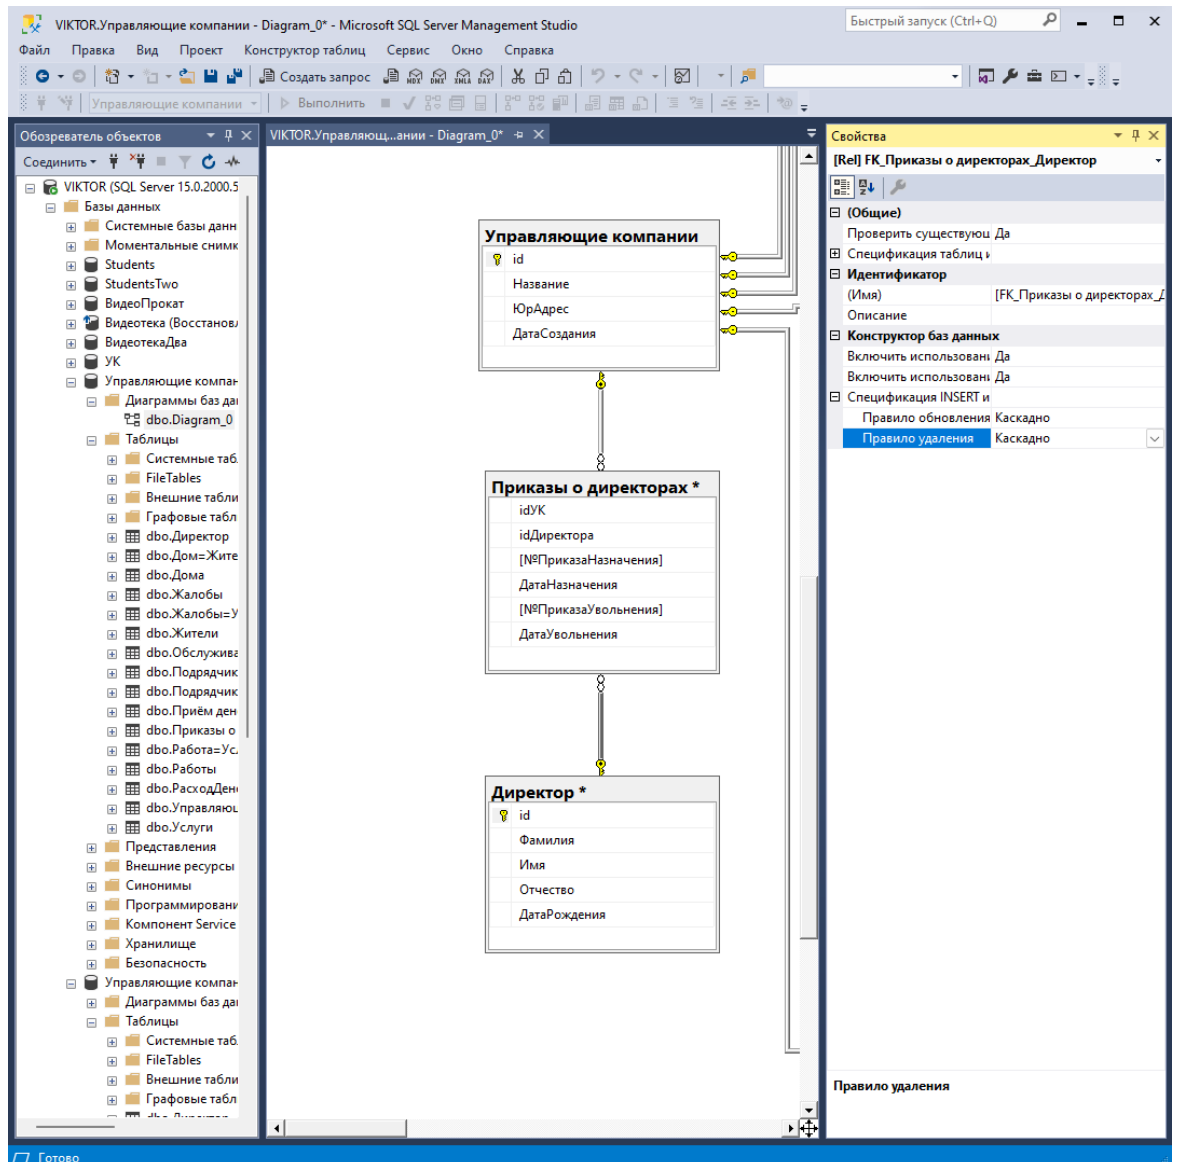 VIKTOR.Управляющие компании - Diagram_0* - Microsoft SQL Server Management Studio
Быстрый запуск (Ctrl+Q)
Файл Правка Вид Проект Конструктор таблиц Сервис Окно Справка
Создать запрос MDX DMX XMLA DAX
Управляющие компании Выполнить
Обозреватель объектов
Соединить
VIKTOR (SQL Server 15.0.2000.5
Базы данных
Системные базы данн
Моментальные снимк
Students
StudentsTwo
ВидеоПрокат
Видеотека (Восстановл
ВидеотекаДва
УК
Управляющие компан
Диаграммы баз дан
dbo.Diagram_0
Таблицы
Системные таб
FileTables
Внешние табли
Графовые табл
dbo.Директор
dbo.Дом=Жите
dbo.Дома
dbo.Жалобы
dbo.Жалобы=У
dbo.Жители
dbo.Обслужива
dbo.Подрядчик
dbo.Подрядчик
dbo.Приём ден
dbo.Приказы о
dbo.Работа=Ус
dbo.Работы
dbo.РасходДен
dbo.Управляющ
dbo.Услуги
Представления
Внешние ресурсы
Синонимы
Программировани
Компонент Service
Хранилище
Безопасность
Управляющие компан
Диаграммы баз дан
Таблицы
Системные таб
FileTables
Внешние табли
Графовые табл
dbo.Директор
VIKTOR.Управляющ...ании - Diagram_0*
Управляющие компании
id
Название
ЮрАдрес
ДатаСоздания
Приказы о директорах *
idУК
idДиректора
[№ПриказаНазначения]
ДатаНазначения
[№ПриказаУвольнения]
ДатаУвольнения
Директор *
id
Фамилия
Имя
Отчество
ДатаРождения
Свойства
[Rel] FK_Приказы о директорах_Директор
(Общие)
Проверить существующ Да
Спецификация таблиц и
Идентификатор
(Имя) [FK_Приказы о директорах_Д
Описание
Конструктор баз данных
Включить использовани Да
Включить использовани Да
Спецификация INSERT и
Правило обновления Каскадно
Правило удаления Каскадно
Правило удаления
Готово